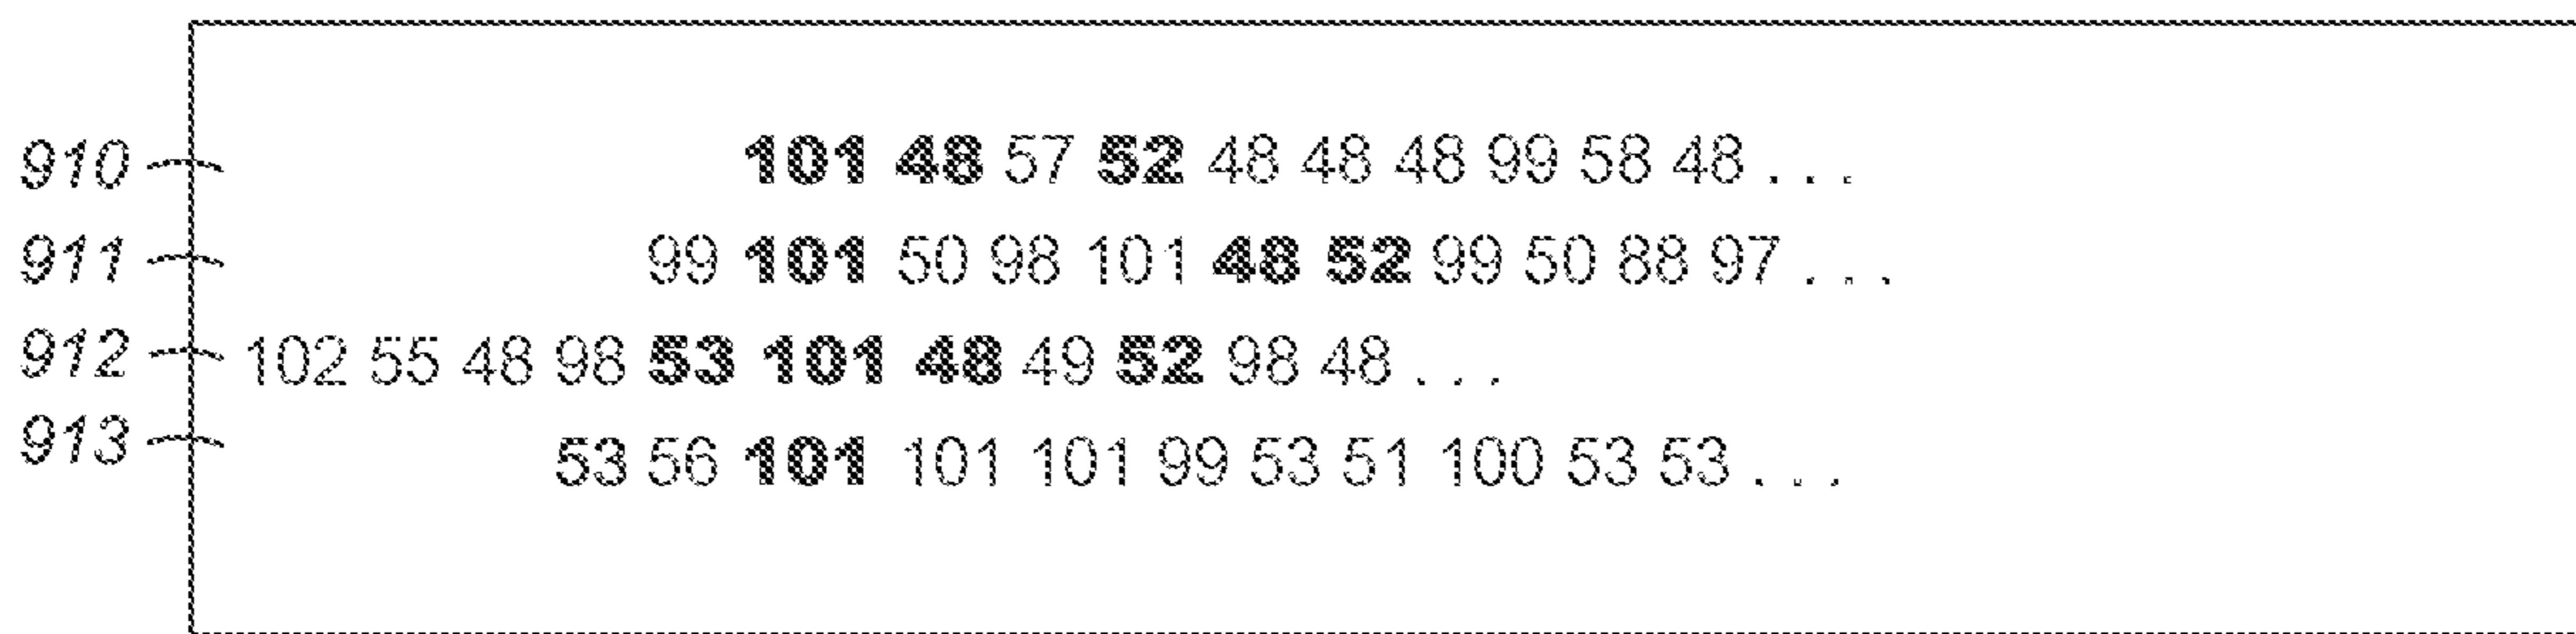 910 101 48 57 52 48 48 48 99 58 48 . . .
911 99 101 50 98 101 48 52 99 50 88 97 . . .
912 102 55 48 98 53 101 48 49 52 98 48 . . .
913 53 56 101 101 101 99 53 51 100 53 53 . . .